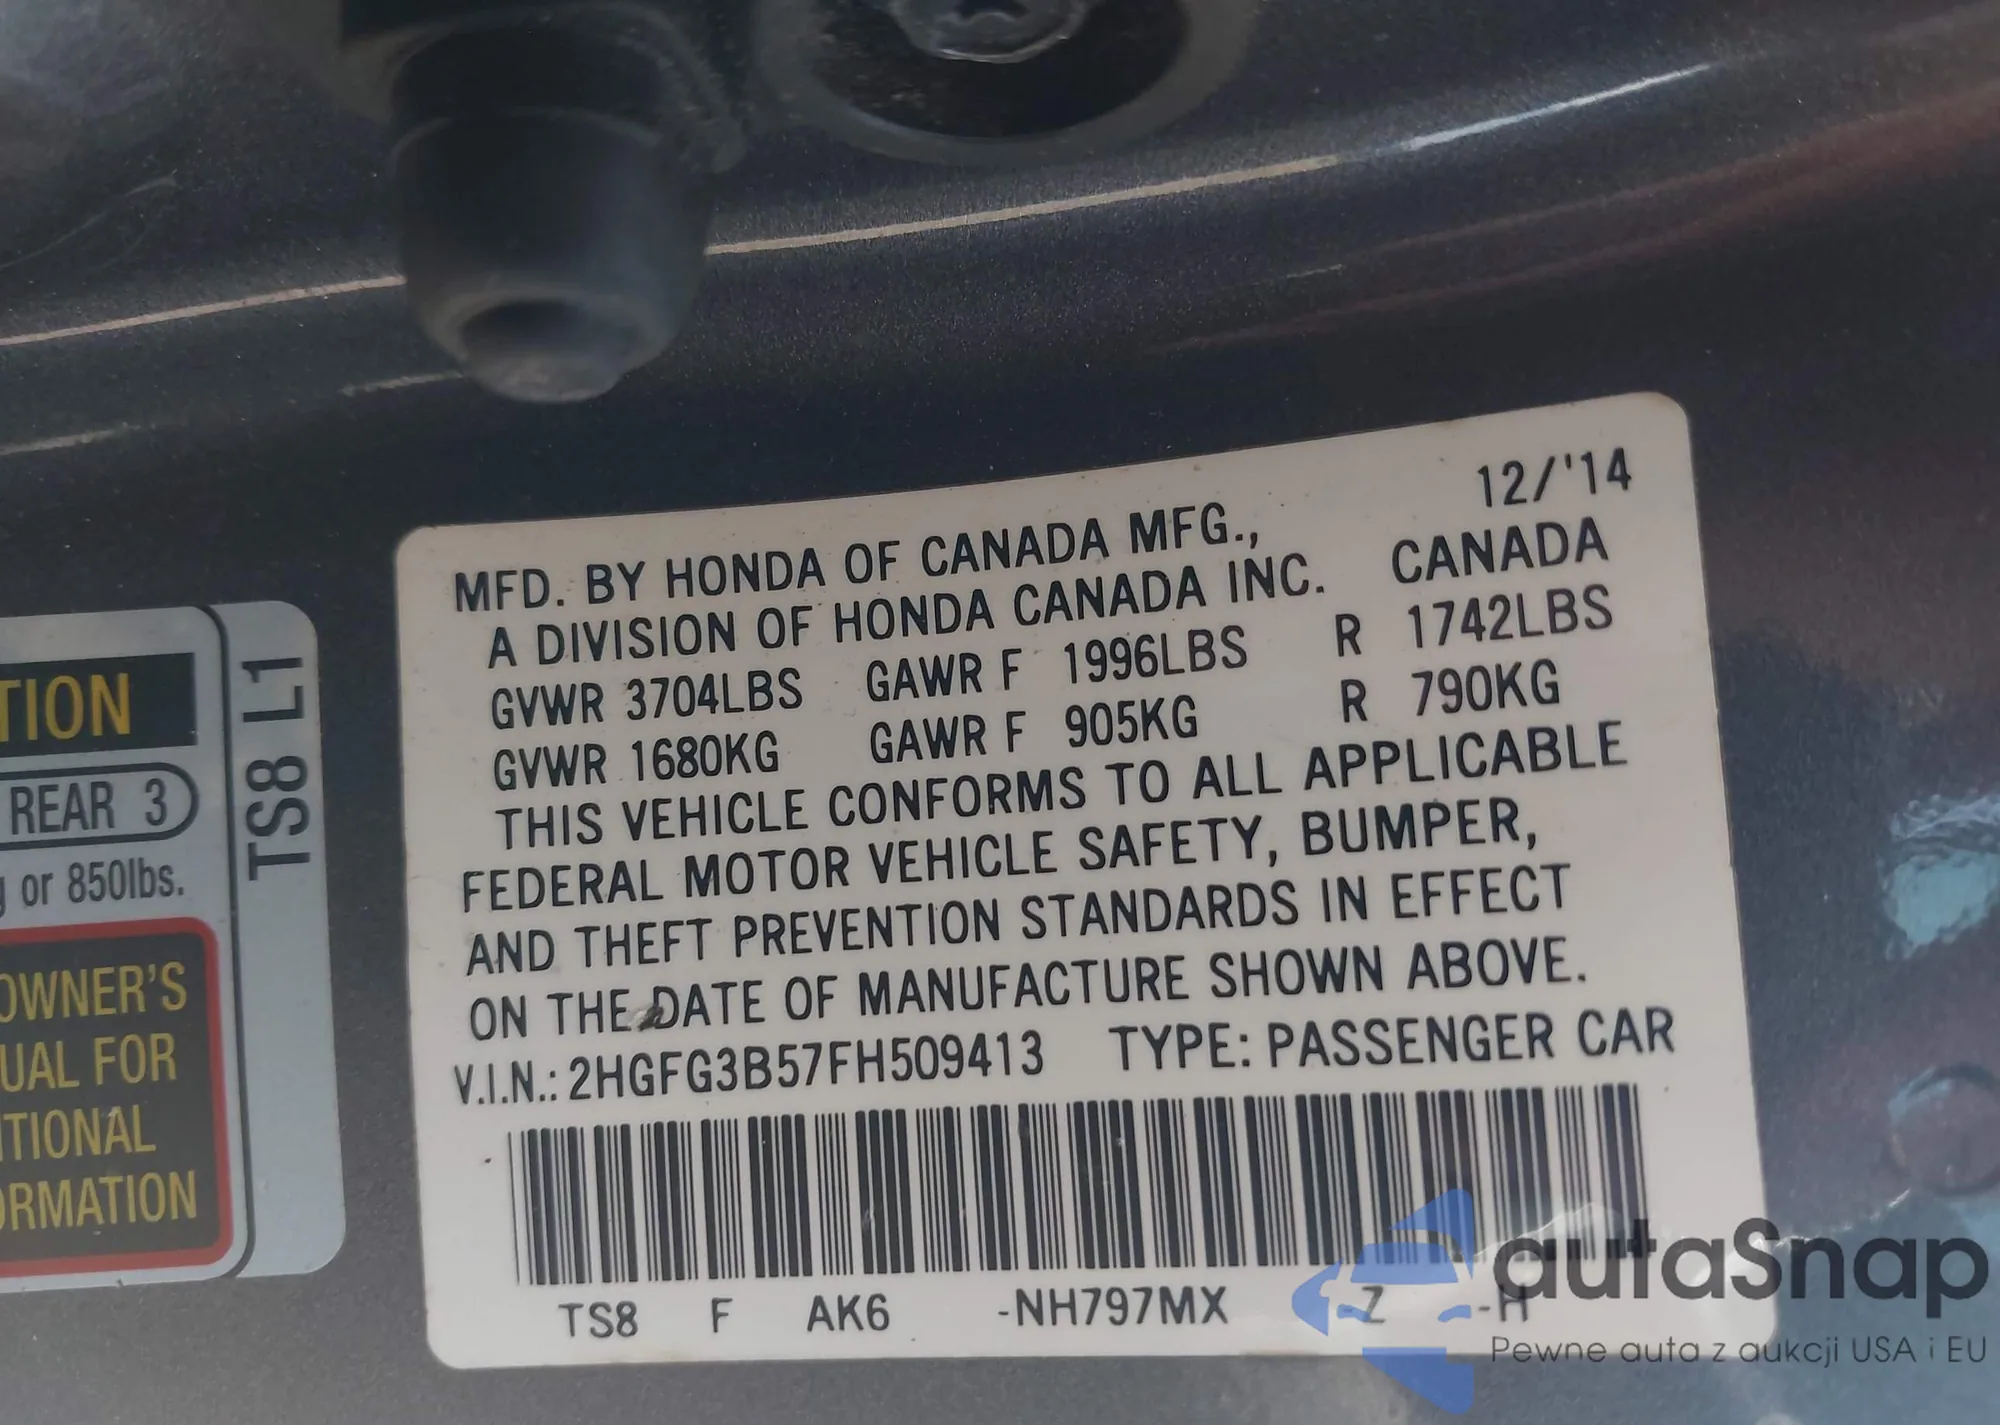 12/'14
MFD. BY HONDA OF CANADA MFG.,
A DIVISION OF HONDA CANADA INC. CANADA
GVWR 3704LBS GAWR F 1996LBS R 1742LBS
GVWR 1680KG GAWR F 905KG R 790KG
THIS VEHICLE CONFORMS TO ALL APPLICABLE
FEDERAL MOTOR VEHICLE SAFETY, BUMPER,
AND THEFT PREVENTION STANDARDS IN EFFECT
ON THE DATE OF MANUFACTURE SHOWN ABOVE.
V.I.N.: 2HGFG3B57FH509413 TYPE: PASSENGER CAR
TS8 F AK6 -NH797MX -Z -H
TION
REAR 3
g or 850lbs.
OWNER'S
UAL FOR
ITIONAL
ORMATION
TS8 L1
autaSnap
Pewne auta z aukcji USA i EU